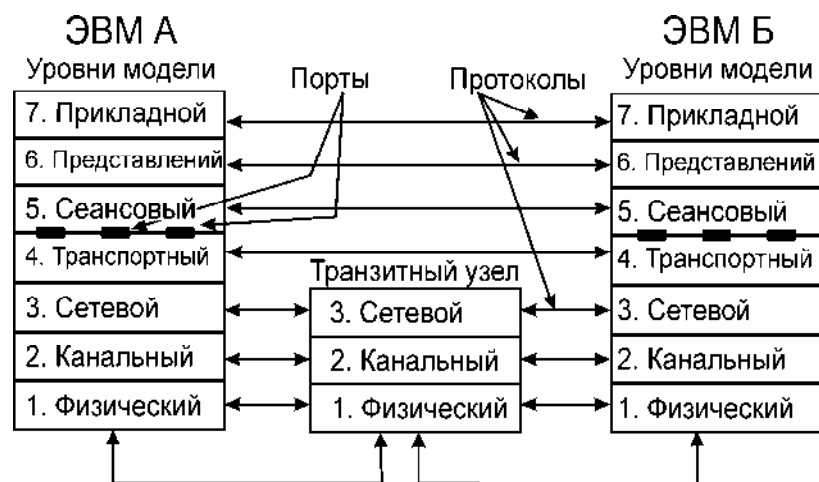 ЭВМ А
Уровни модели
7. Прикладной
6. Представлений
5. Сеансовый
4. Транспортный
3. Сетевой
2. Канальный
1. Физический
Порты
Протоколы
Транзитный узел
3. Сетевой
2. Канальный
1. Физический
ЭВМ Б
Уровни модели
7. Прикладной
6. Представлений
5. Сеансовый
4. Транспортный
3. Сетевой
2. Канальный
1. Физический